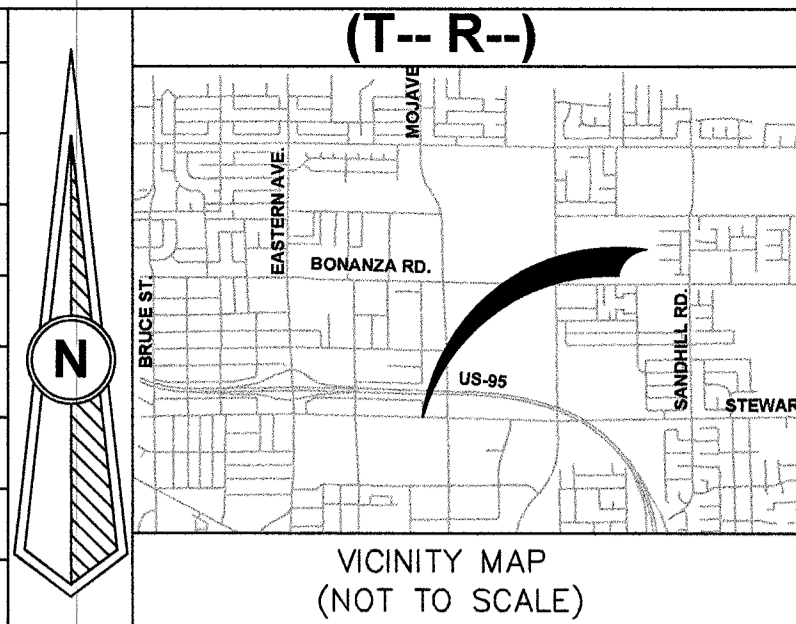 (T-- R--)
MOJAVE
EASTERN AVE.
BONANZA RD.
BRUCE ST.
SANDHILL RD.
N
US-95
STEWAR
VICINITY MAP
(NOT TO SCALE)